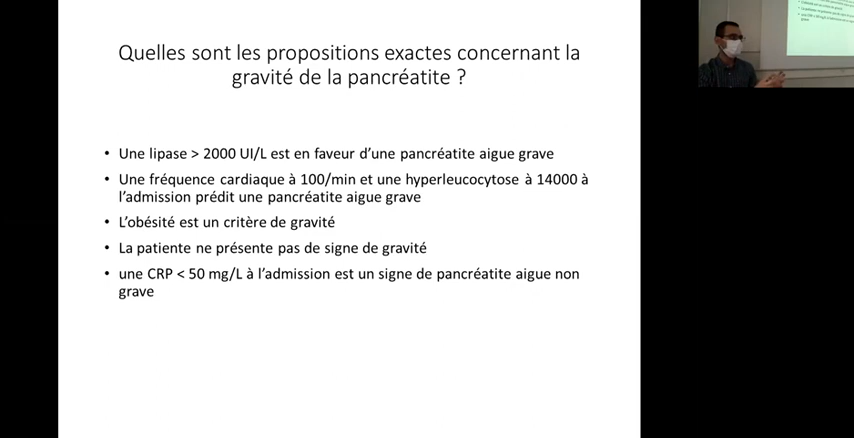 Quelles sont les propositions exactes concernant la
gravité de la pancréatite ?
• Une lipase > 2000 UI/L est en faveur d'une pancréatite aigue grave
• Une fréquence cardiaque à 100/min et une hyperleucocytose à 14000 à
l'admission prédit une pancréatite aigue grave
• L'obésité est un critère de gravité
• La patiente ne présente pas de signe de gravité
• une CRP < 50 mg/L à l'admission est un signe de pancréatite aigue non
grave